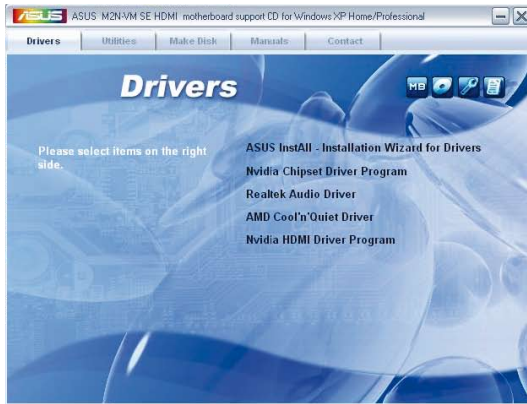 ASUS ASUS M2N-VM SE HDMI motherboard support CD for Windows XP Home/Professional
Drivers Utilities Make Disk Manuals Contact
Drivers
MB
Please select items on the right
side.
ASUS InstAll - Installation Wizard for Drivers
Nvidia Chipset Driver Program
Realtek Audio Driver
AMD Cool'n'Quiet Driver
Nvidia HDMI Driver Program